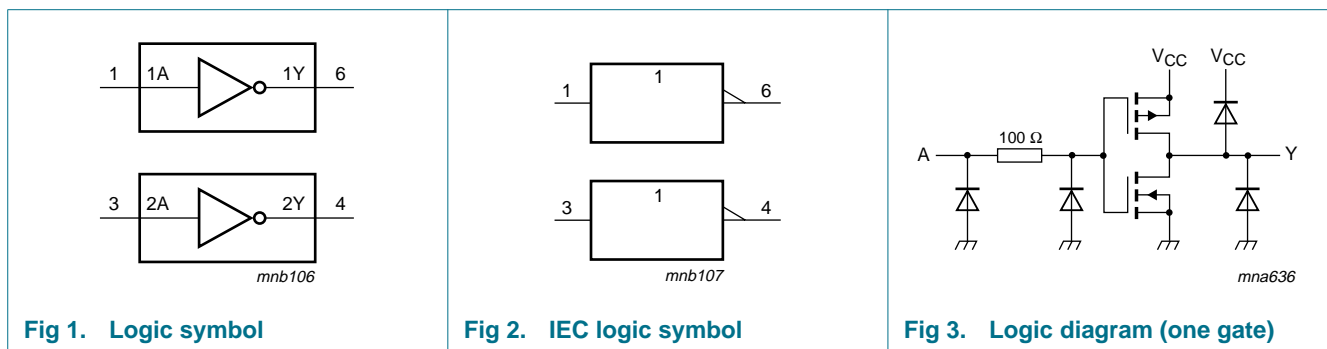 1 1A 1Y 6
3 2A 2Y 4
mnb106
Fig 1. Logic symbol
1
1 6
1
3 4
mnb107
Fig 2. IEC logic symbol
VCC VCC
100 Ω
A Y
mna636
Fig 3. Logic diagram (one gate)